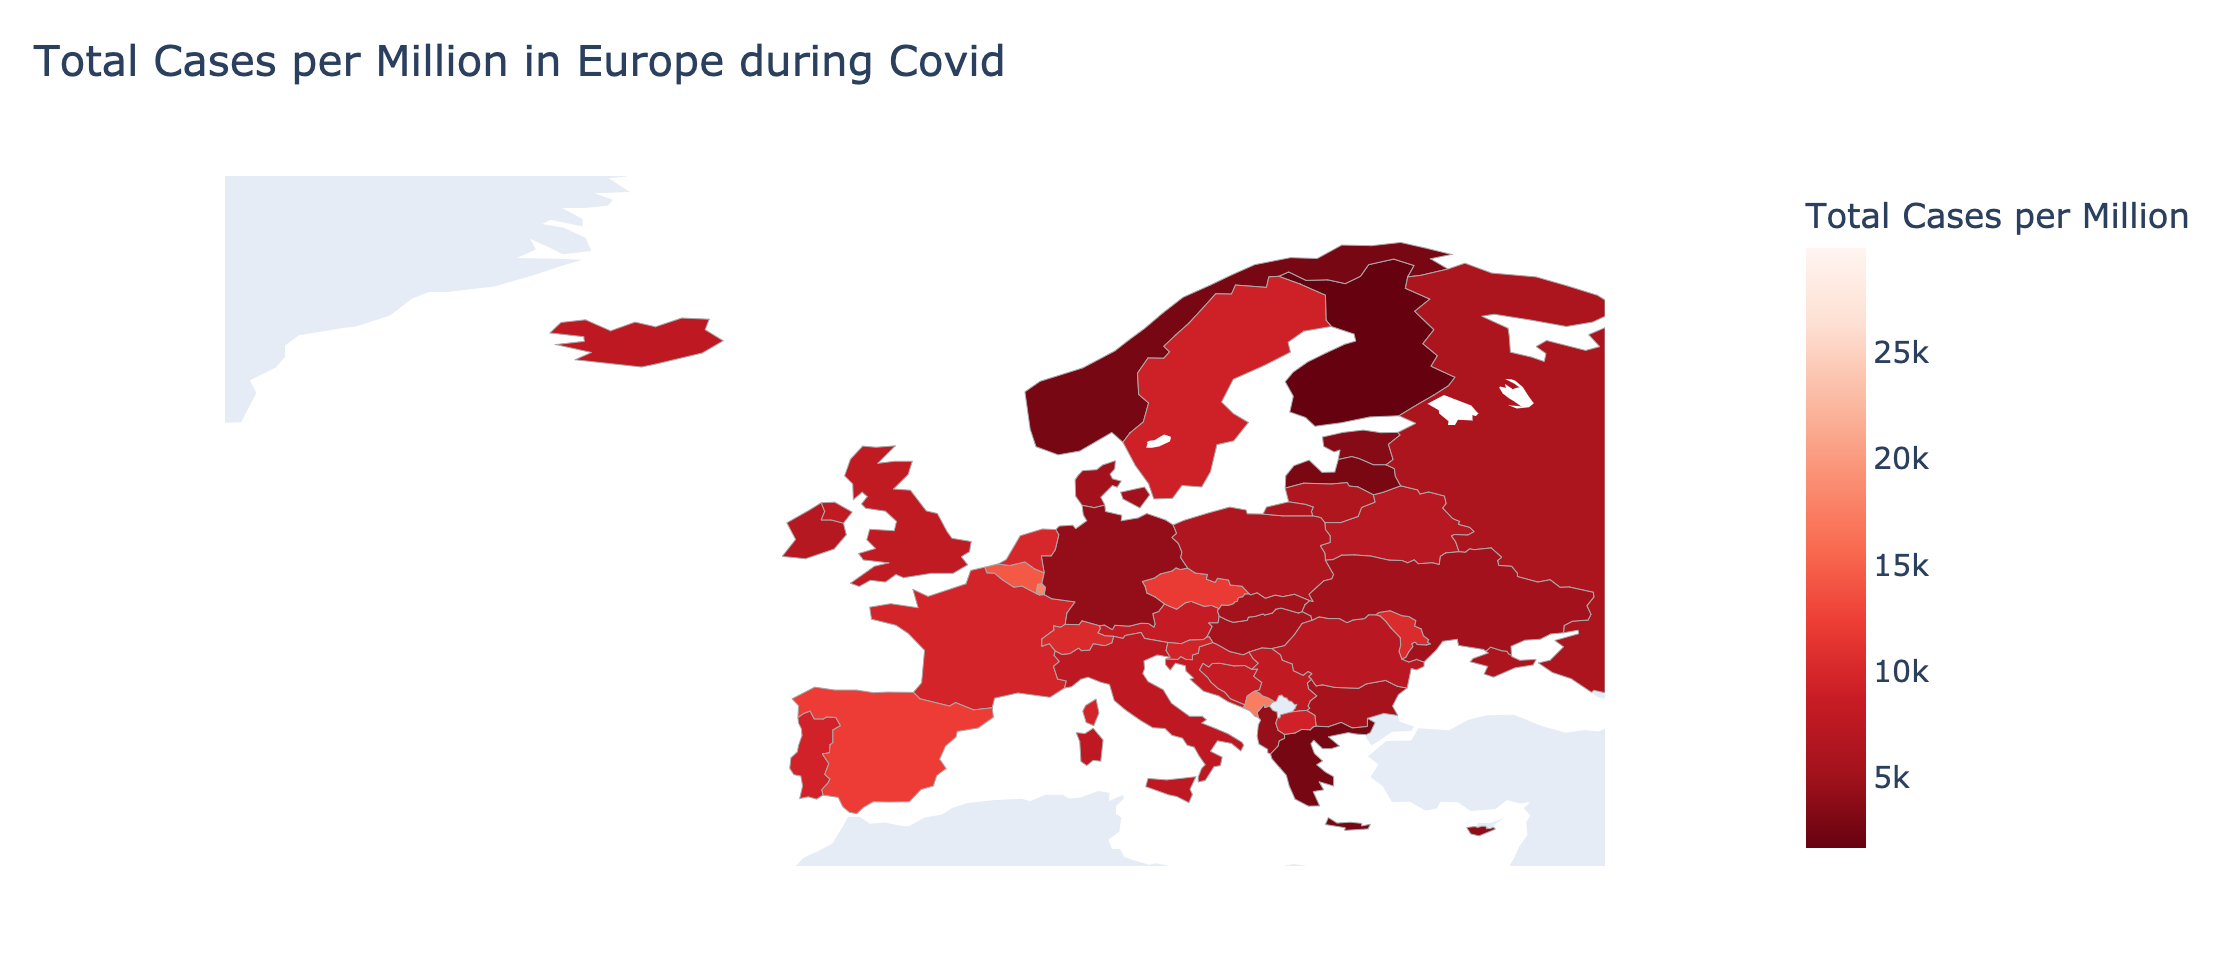 Total Cases per Million in Europe during Covid
Total Cases per Million
25k
20k
15k
10k
5k